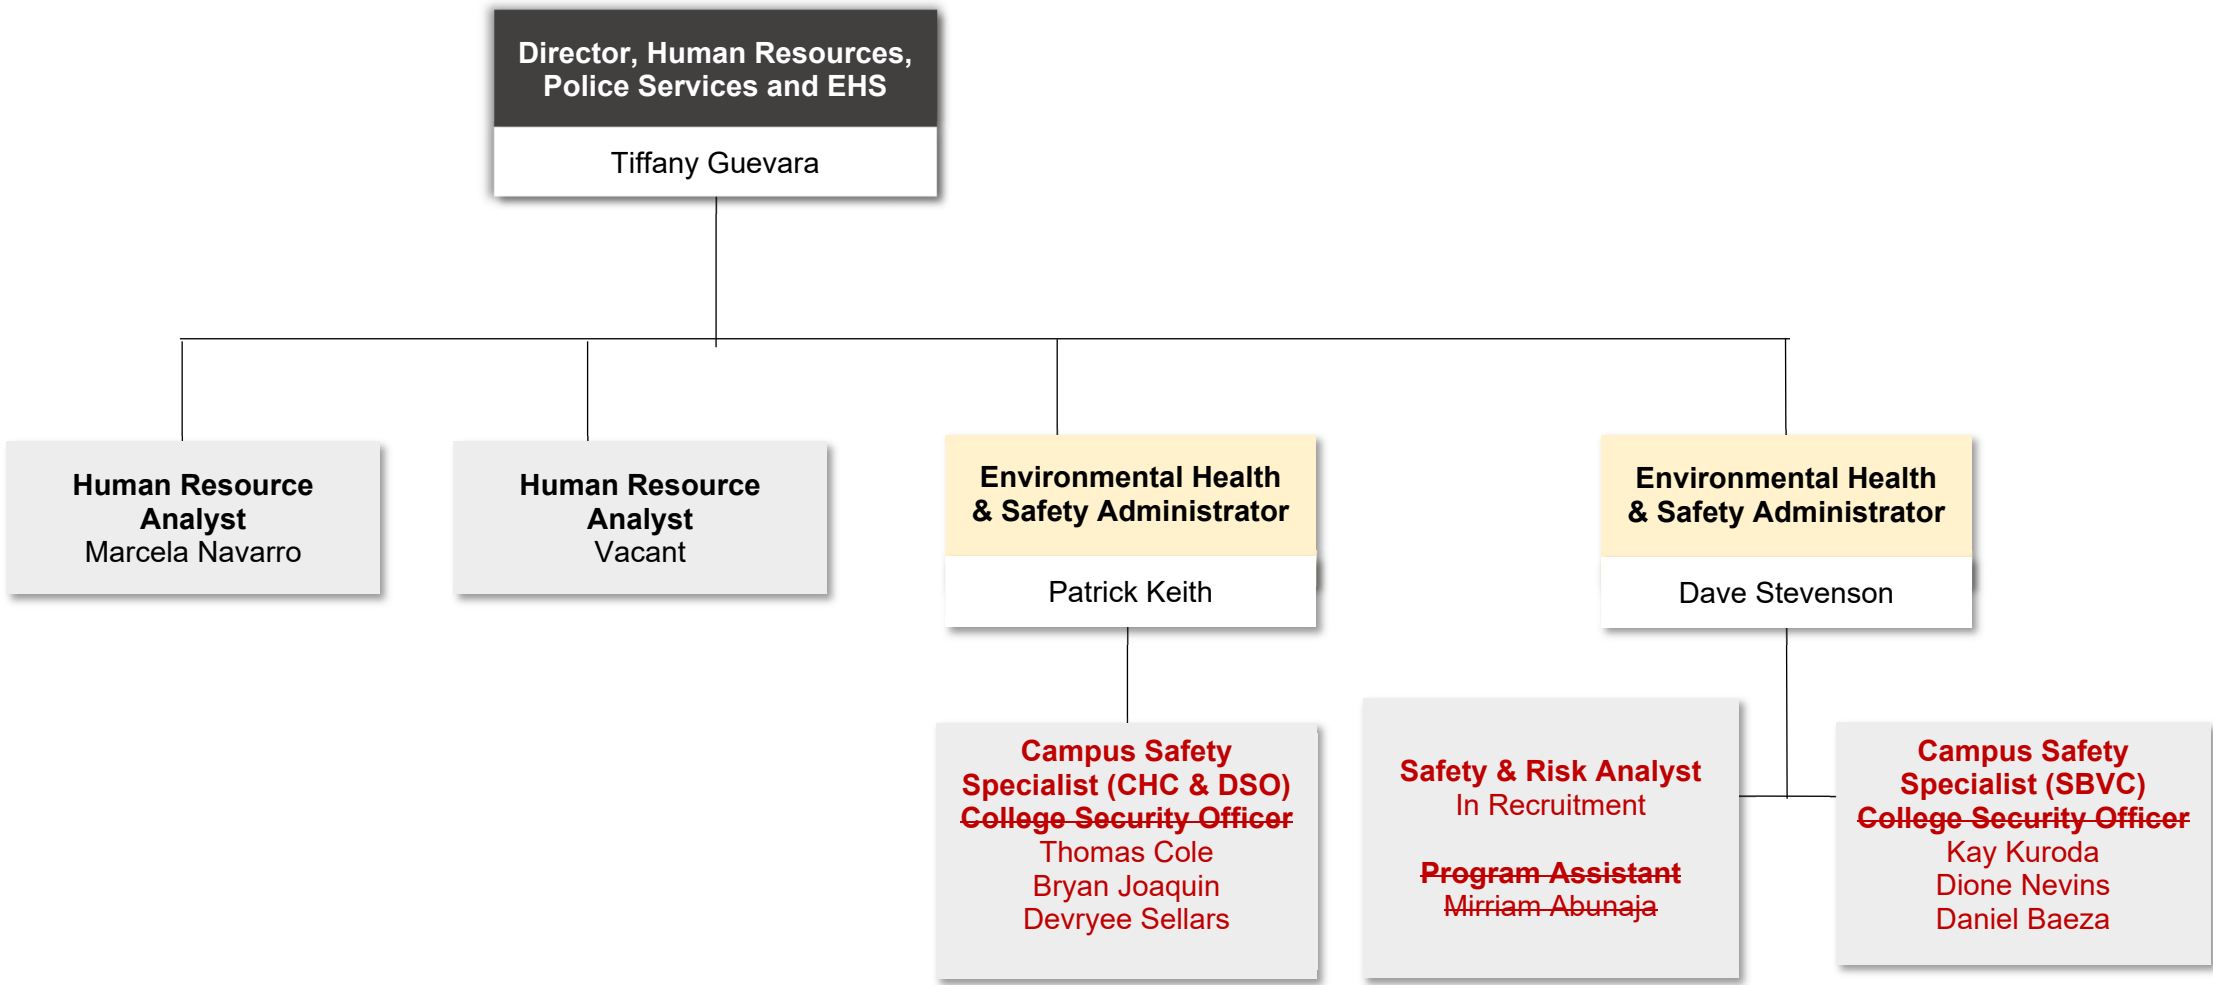 Director, Human Resources,
Police Services and EHS
Tiffany Guevara
Human Resource
Analyst
Marcela Navarro
Human Resource
Analyst
Vacant
Environmental Health
& Safety Administrator
Patrick Keith
Environmental Health
& Safety Administrator
Dave Stevenson
Campus Safety
Specialist (CHC & DSO)
College Security Officer
Thomas Cole
Bryan Joaquin
Devryee Sellars
Safety & Risk Analyst
In Recruitment
Program Assistant
Mirriam Abunaja
Campus Safety
Specialist (SBVC)
College Security Officer
Kay Kuroda
Dione Nevins
Daniel Baeza